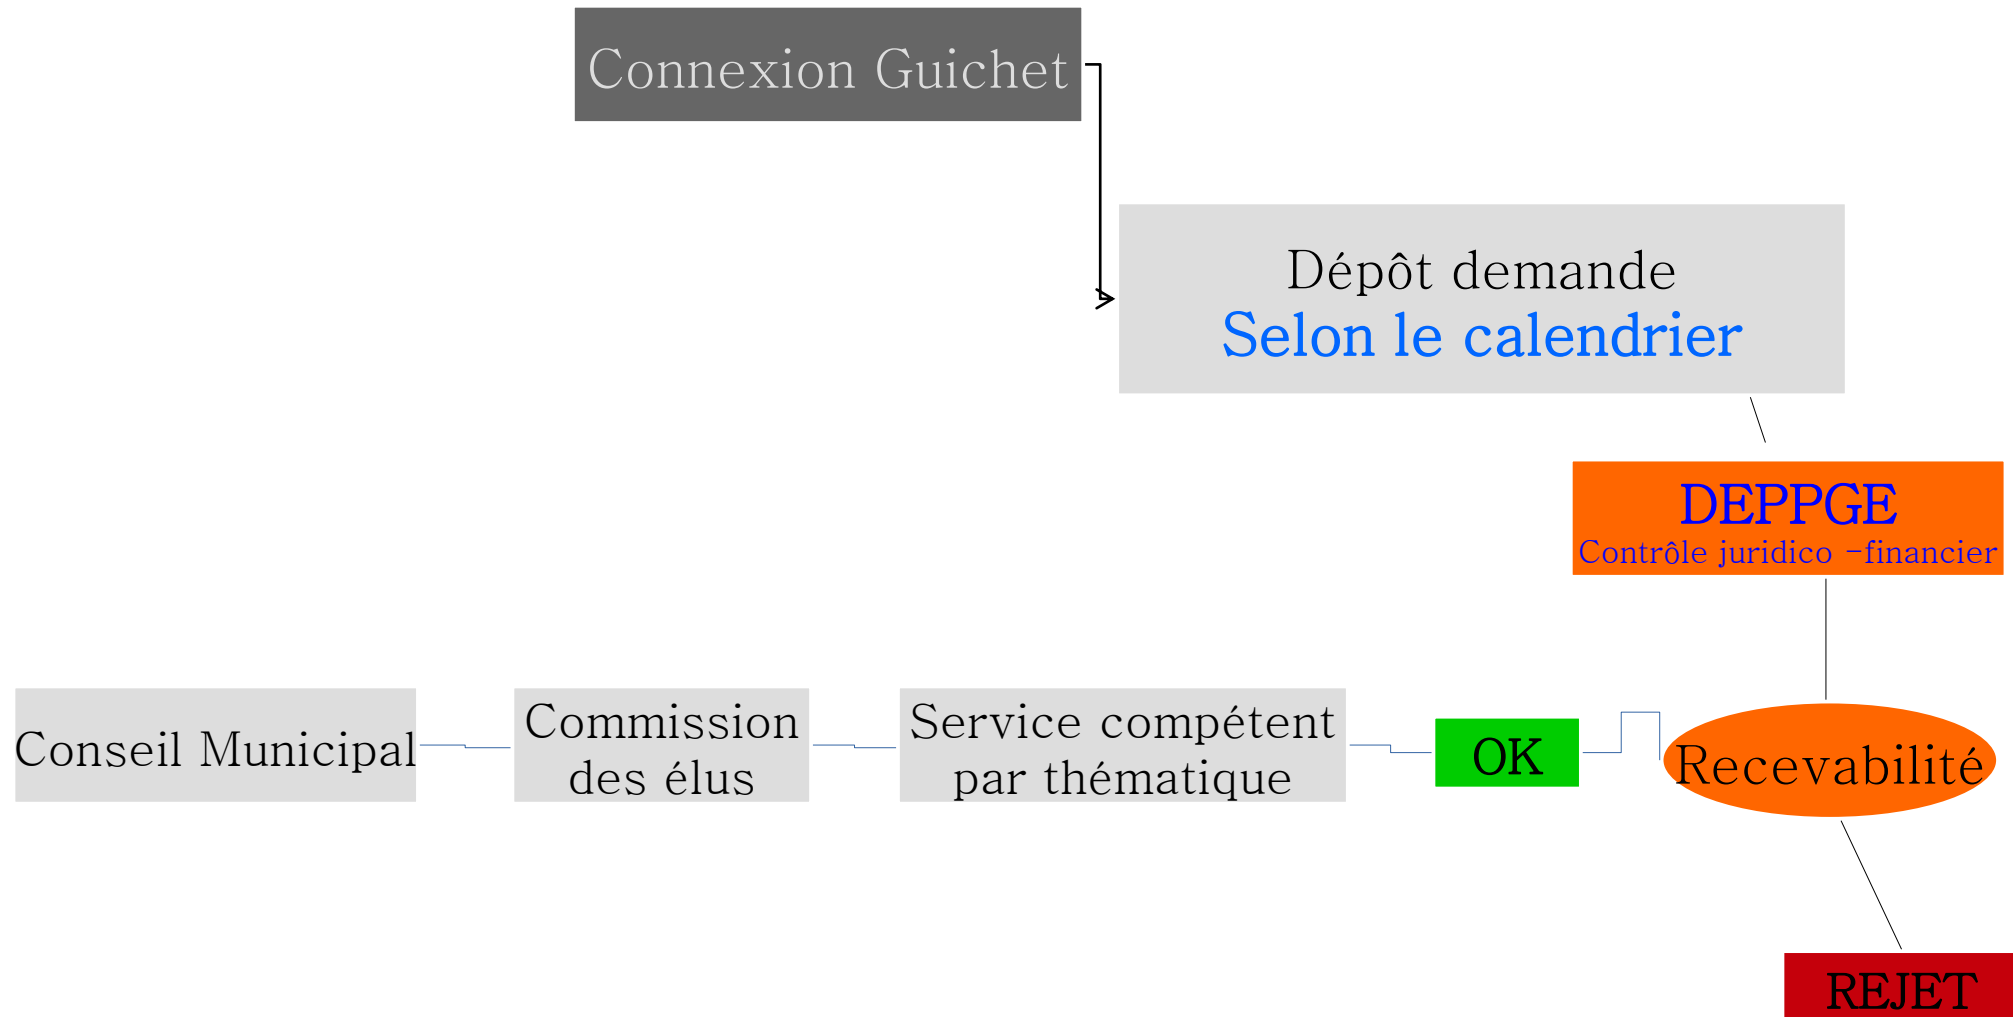 Connexion Guichet
Dépôt demande
Selon le calendrier
DEPPGE
Contrôle juridico -financier
Conseil Municipal
Commission
des élus
Service compétent
par thématique
OK
Recevabilité
REJET